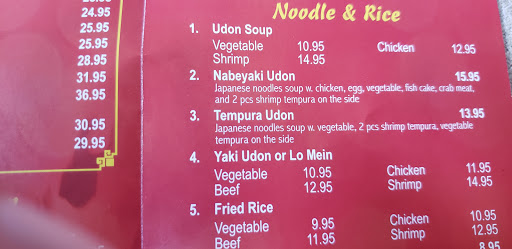 24.95
25.95
25.95
28.95
31.95
36.95
30.95
29.95
Noodle & Rice
1. Udon Soup
Vegetable 10.95 Chicken 12.95
Shrimp 14.95
2. Nabeyaki Udon 15.95
Japanese noodles soup w. chicken, egg, vegetable, fish cake, crab meat,
and 2 pcs shrimp tempura on the side
3. Tempura Udon 13.95
Japanese noodles soup w. vegetable, 2 pcs shrimp tempura, vegetable
tempura on the side
4. Yaki Udon or Lo Mein
Vegetable 10.95 Chicken 11.95
Beef 12.95 Shrimp 14.95
5. Fried Rice
Vegetable 9.95 Chicken 10.95
Beef 11.95 Shrimp 12.95
8.95